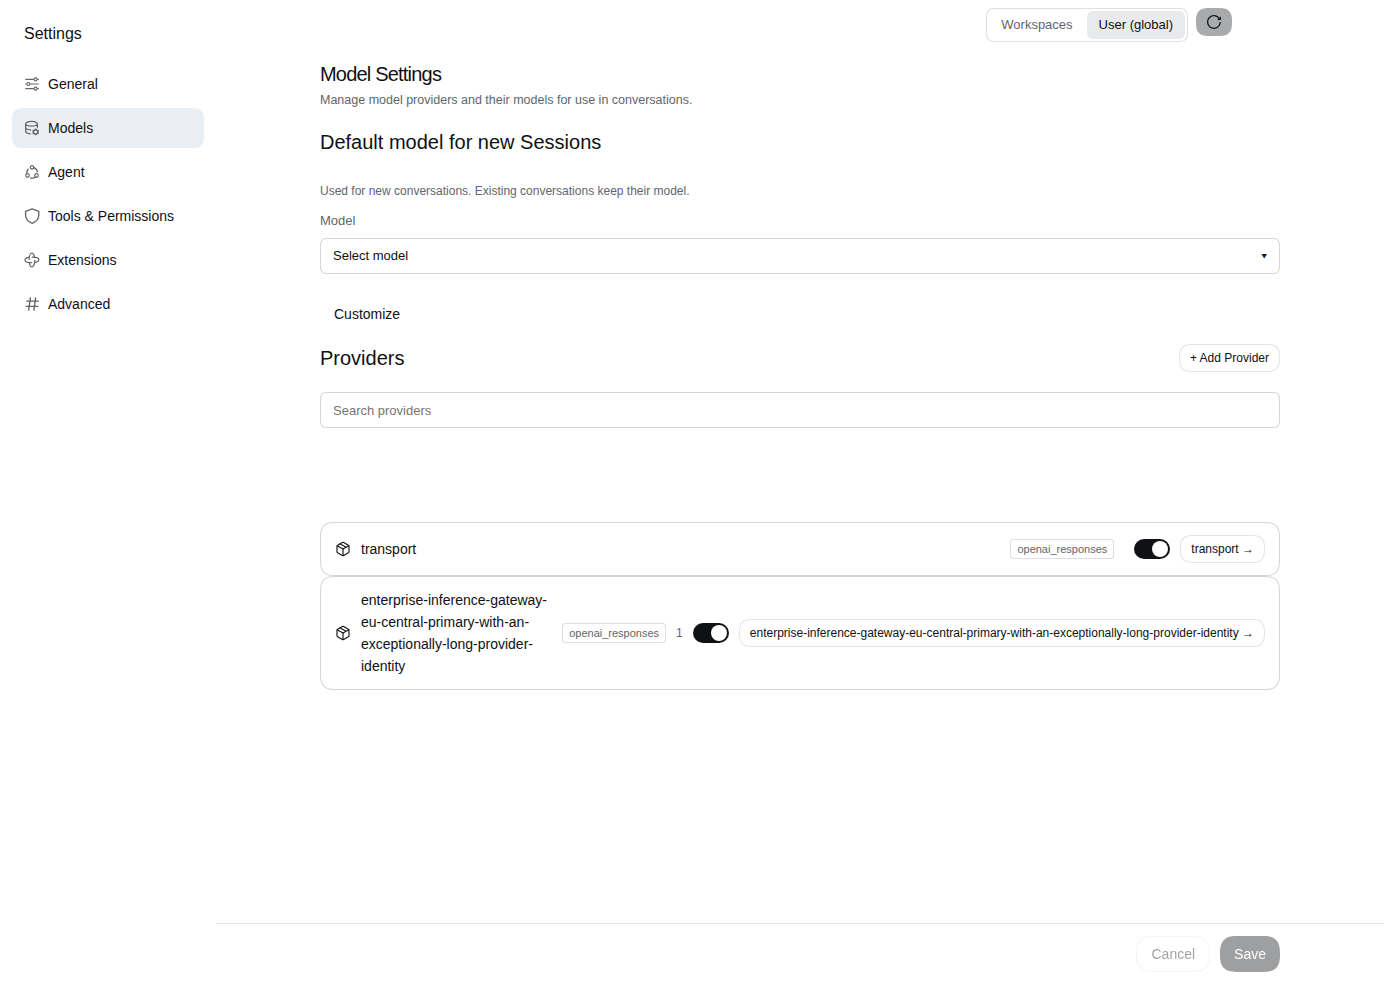 Settings
General
Models
Agent
Tools & Permissions
Extensions
Advanced
Workspaces
User (global)
Model Settings
Manage model providers and their models for use in conversations.
Default model for new Sessions
Used for new conversations. Existing conversations keep their model.
Model
Select model
Customize
Providers
+ Add Provider
Search providers
transport
openai_responses
transport →
enterprise-inference-gateway-
eu-central-primary-with-an-
exceptionally-long-provider-
identity
openai_responses
1
enterprise-inference-gateway-eu-central-primary-with-an-exceptionally-long-provider-identity →
Cancel
Save